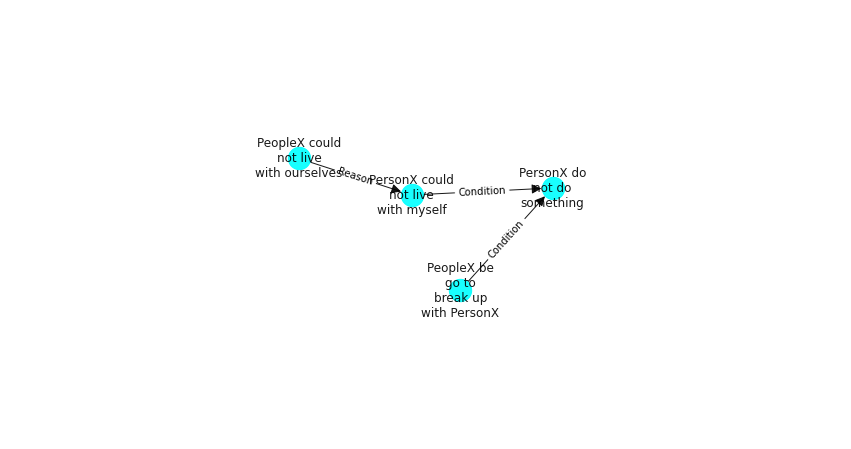 PeopleX could
not live
with ourselves
Reason
PersonX could
not live
with myself
Condition
PersonX do
not do
something
Condition
PeopleX be
go to
break up
with PersonX